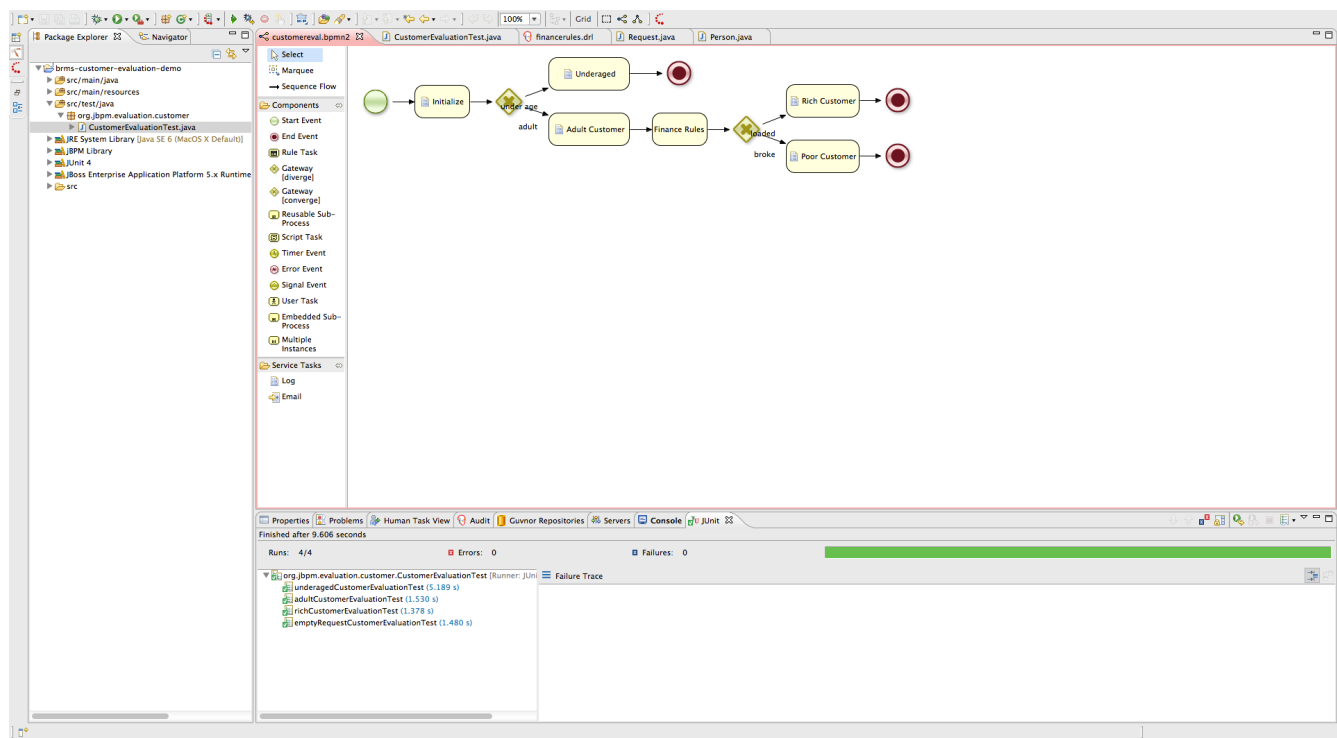 100%
Grid
Package Explorer
Navigator
customereval.bpmn2
CustomerEvaluationTest.java
financerules.drl
Request.java
Person.java
brms-customer-evaluation-demo
src/main/java
src/main/resources
src/test/java
org.jbpm.evaluation.customer
CustomerEvaluationTest.java
JRE System Library [Java SE 6 (MacOS X Default)]
jBPM Library
JUnit 4
JBoss Enterprise Application Platform 5.x Runtime
src
Select
Marquee
Sequence Flow
Components
Start Event
End Event
Rule Task
Gateway
[diverge]
Gateway
[converge]
Reusable Sub-
Process
Script Task
Timer Event
Error Event
Signal Event
User Task
Embedded Sub-
Process
Multiple
Instances
Service Tasks
Log
Email
Initialize
under age
adult
Underaged
Adult Customer
Finance Rules
loaded
broke
Rich Customer
Poor Customer
Properties
Problems
Human Task View
Audit
Guvnor Repositories
Servers
Console
JUnit
Finished after 9.606 seconds
Runs: 4/4
Errors: 0
Failures: 0
org.jbpm.evaluation.customer.CustomerEvaluationTest [Runner: JUni
underagedCustomerEvaluationTest (5.189 s)
adultCustomerEvaluationTest (1.530 s)
richCustomerEvaluationTest (1.378 s)
emptyRequestCustomerEvaluationTest (1.480 s)
Failure Trace